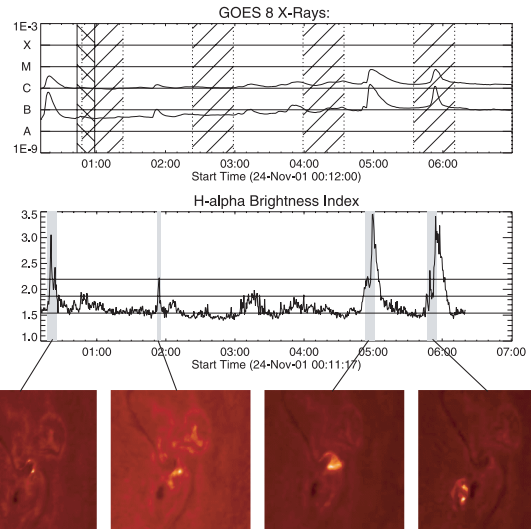 GOES 8 X-Rays:
1E-3
X
M
C
B
A
1E-9
01:00 02:00 03:00 04:00 05:00 06:00
Start Time (24-Nov-01 00:12:00)
H-alpha Brightness Index
3.5
3.0
2.5
2.0
1.5
1.0
01:00 02:00 03:00 04:00 05:00 06:00 07:00
Start Time (24-Nov-01 00:11:17)